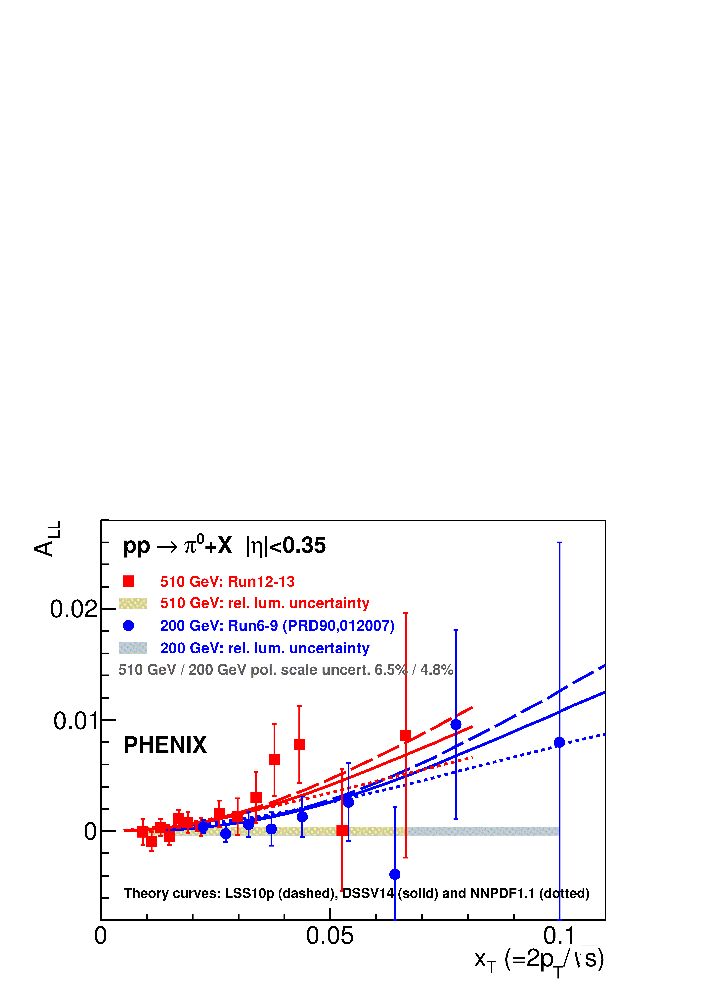 A_LL
pp → π⁰+X |η|<0.35
510 GeV: Run12-13
510 GeV: rel. lum. uncertainty
200 GeV: Run6-9 (PRD90,012007)
200 GeV: rel. lum. uncertainty
510 GeV / 200 GeV pol. scale uncert. 6.5% / 4.8%
0.02
0.01
PHENIX
0
Theory curves: LSS10p (dashed), DSSV14 (solid) and NNPDF1.1 (dotted)
0 0.05 0.1
x_T (=2p_T/√s)